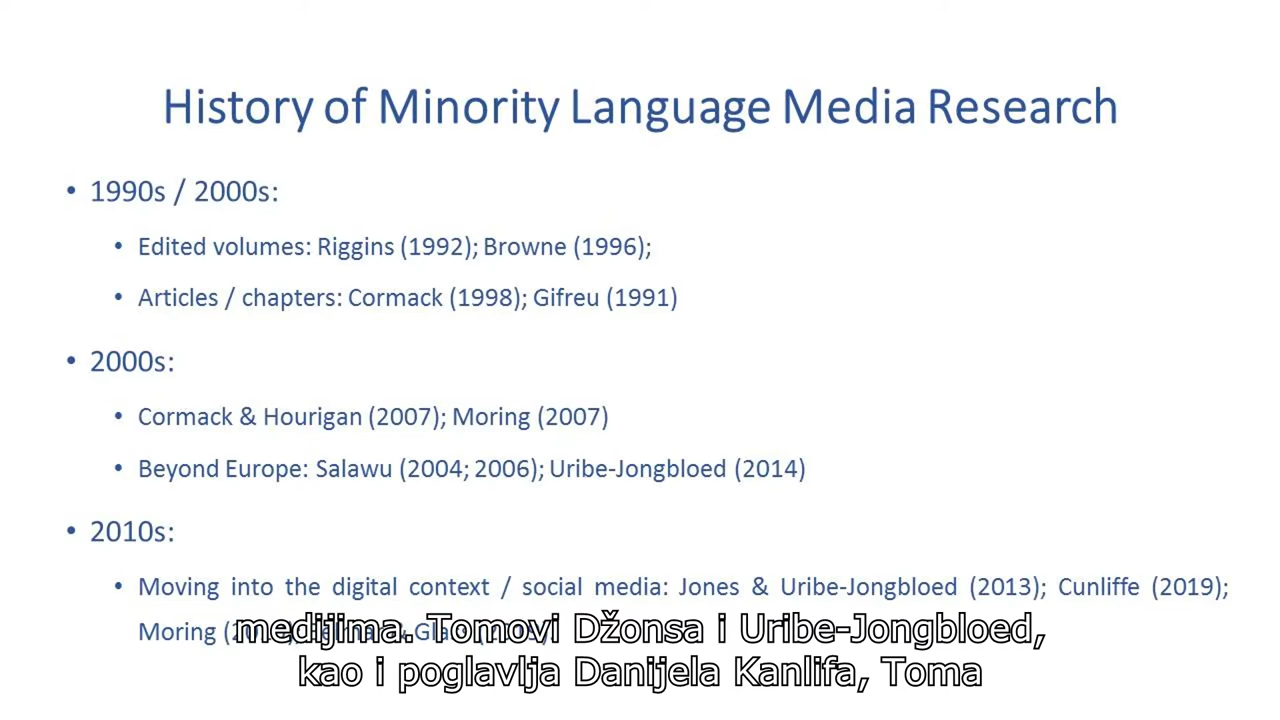 History of Minority Language Media Research
• 1990s / 2000s:
• Edited volumes: Riggins (1992); Browne (1996);
• Articles / chapters: Cormack (1998); Gifreu (1991)
• 2000s:
• Cormack & Hourigan (2007); Moring (2007)
• Beyond Europe: Salawu (2004; 2006); Uribe-Jongbloed (2014)
• 2010s:
• Moving into the digital context / social media: Jones & Uribe-Jongbloed (2013); Cunliffe (2019);
Moring
medijima. Tomovi Džonsa i Uribe-Jongbloed,
kao i poglavlja Danijela Kanlifa, Toma